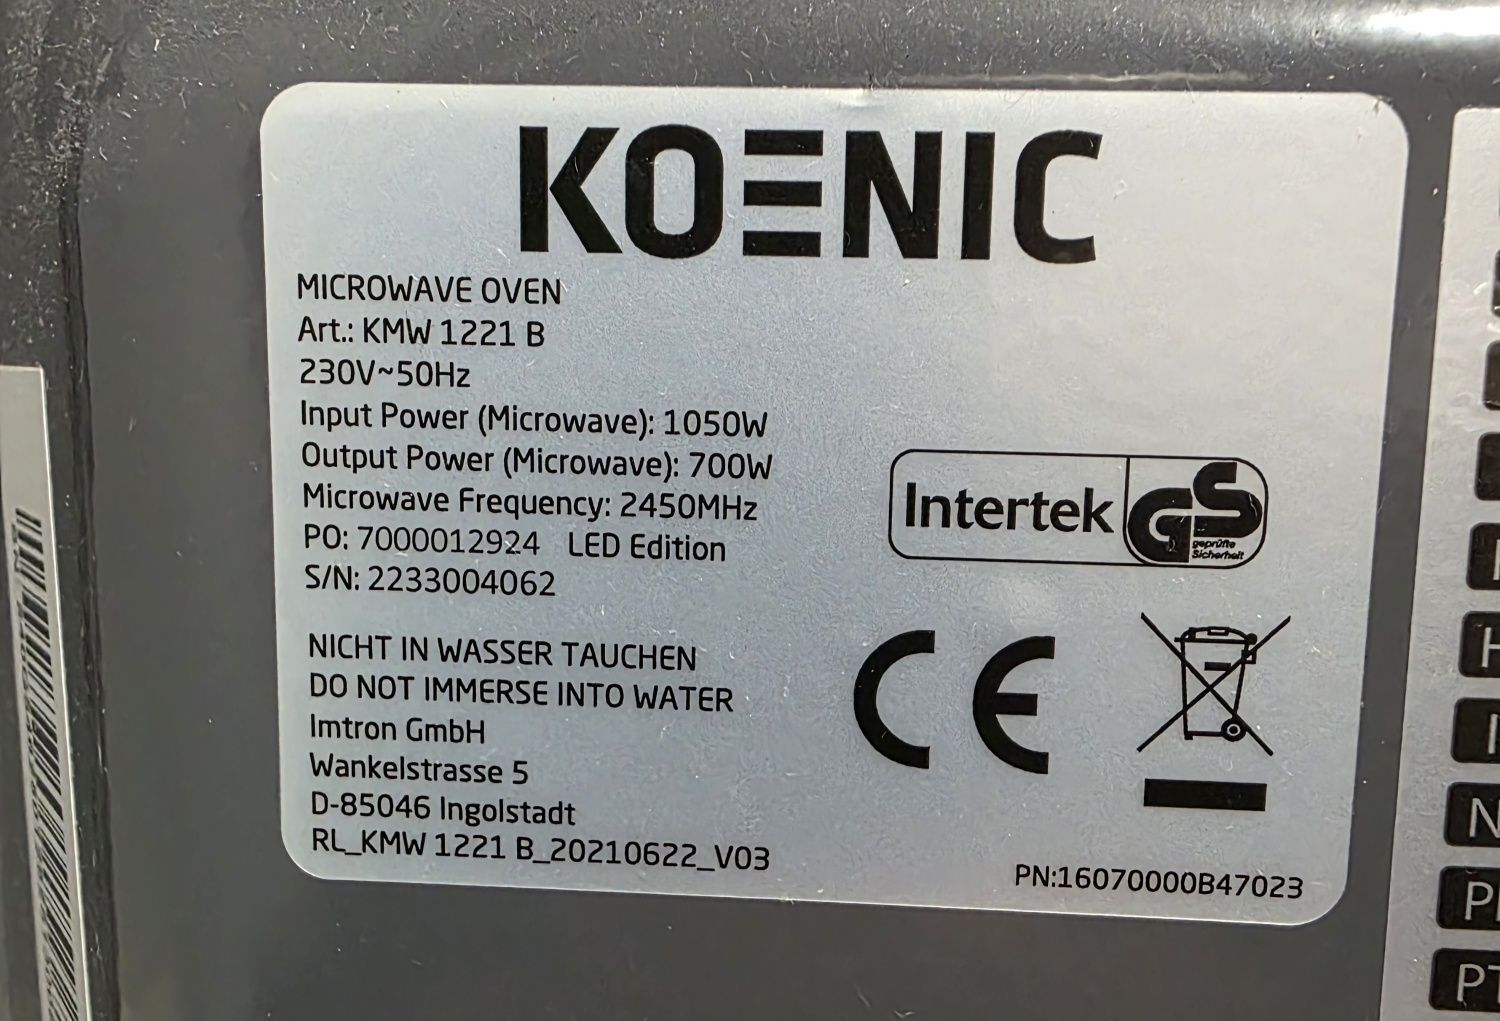 KOENIC
MICROWAVE OVEN
Art.: KMW 1221 B
230V~50Hz
Input Power (Microwave): 1050W
Output Power (Microwave): 700W
Microwave Frequency: 2450MHz
PO: 7000012924 LED Edition
S/N: 2233004062
Intertek
GS
geprüfte
Sicherheit
NICHT IN WASSER TAUCHEN
DO NOT IMMERSE INTO WATER
Imtron GmbH
Wankelstrasse 5
D-85046 Ingolstadt
RL_KMW 1221 B_20210622_V03
CE
PN:16070000B47023
N
PT